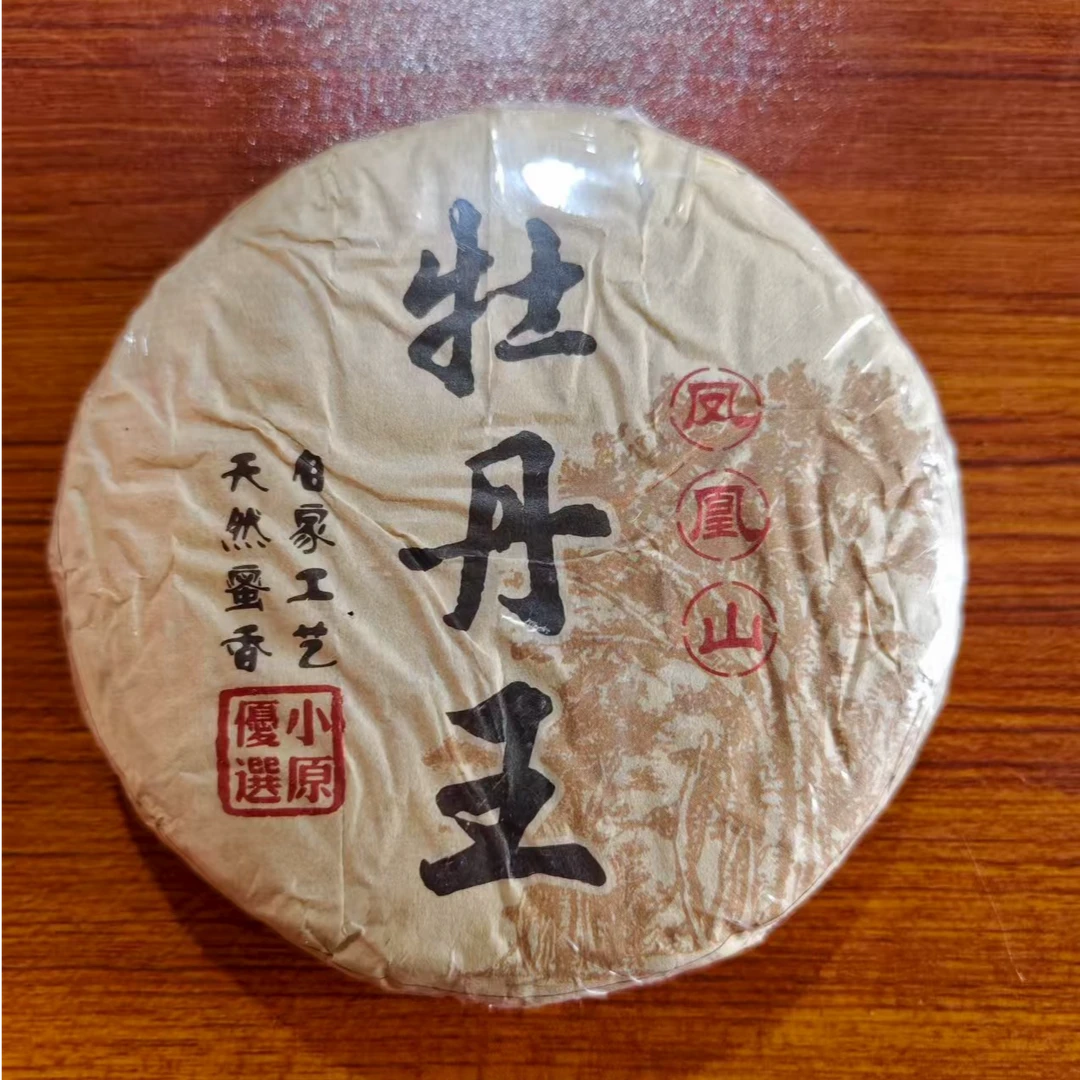 凤凰山
牡丹王
自家工艺
天然蜜香
小原
優選